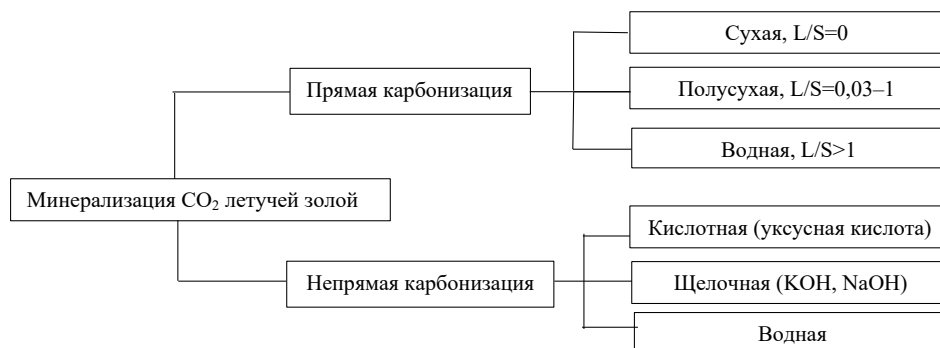 Сухая, L/S=0
Прямая карбонизация
Полусухая, L/S=0,03–1
Водная, L/S>1
Минерализация CO₂ летучей золой
Кислотная (уксусная кислота)
Непрямая карбонизация
Щелочная (KOH, NaOH)
Водная